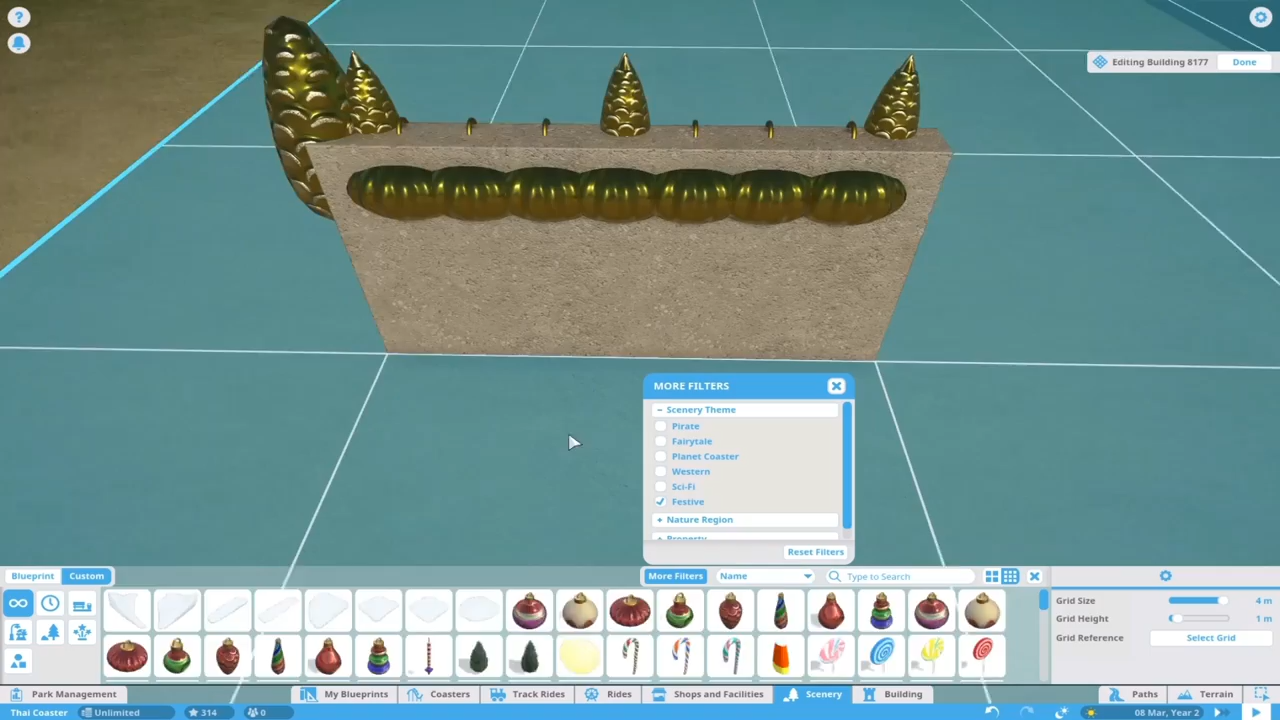 ?
Editing Building 8177 Done
MORE FILTERS
− Scenery Theme
Pirate
Fairytale
Planet Coaster
Western
Sci-Fi
Festive
+ Nature Region
+ Property
Reset Filters
Blueprint Custom More Filters Name Type to Search
Grid Size 4 m
Grid Height 1 m
Grid Reference Select Grid
Park Management My Blueprints Coasters Track Rides Rides Shops and Facilities Scenery Building Paths Terrain
Thai Coaster Unlimited 314 0 08 Mar, Year 2